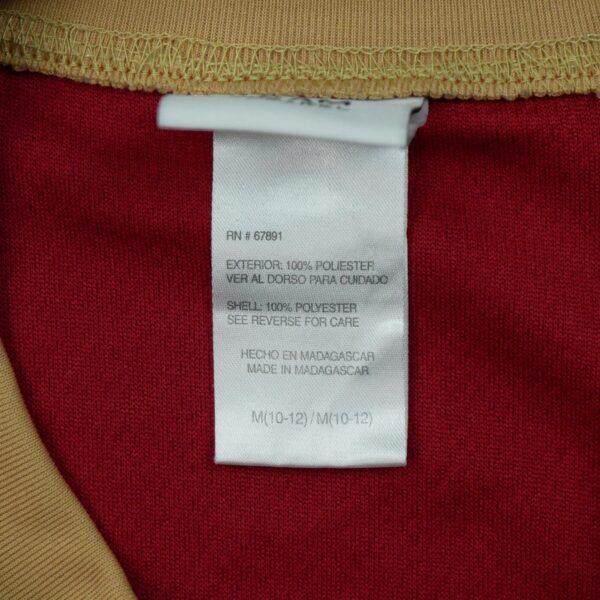 RN # 67891
EXTERIOR: 100% POLIESTER
VER AL DORSO PARA CUIDADO
SHELL: 100% POLYESTER
SEE REVERSE FOR CARE
HECHO EN MADAGASCAR
MADE IN MADAGASCAR
M(10-12) / M(10-12)